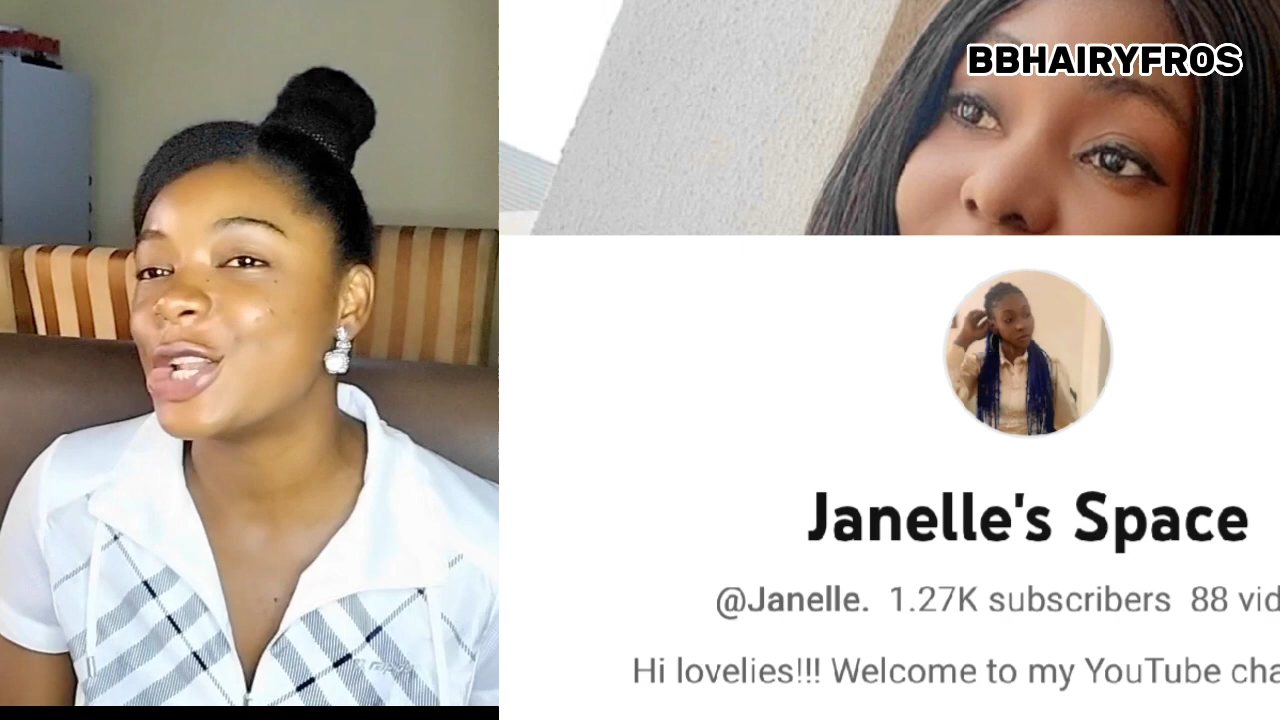 BBHAIRYFROS
Janelle's Space
@Janelle. 1.27K subscribers 88 vid
Hi lovelies!!! Welcome to my YouTube cha